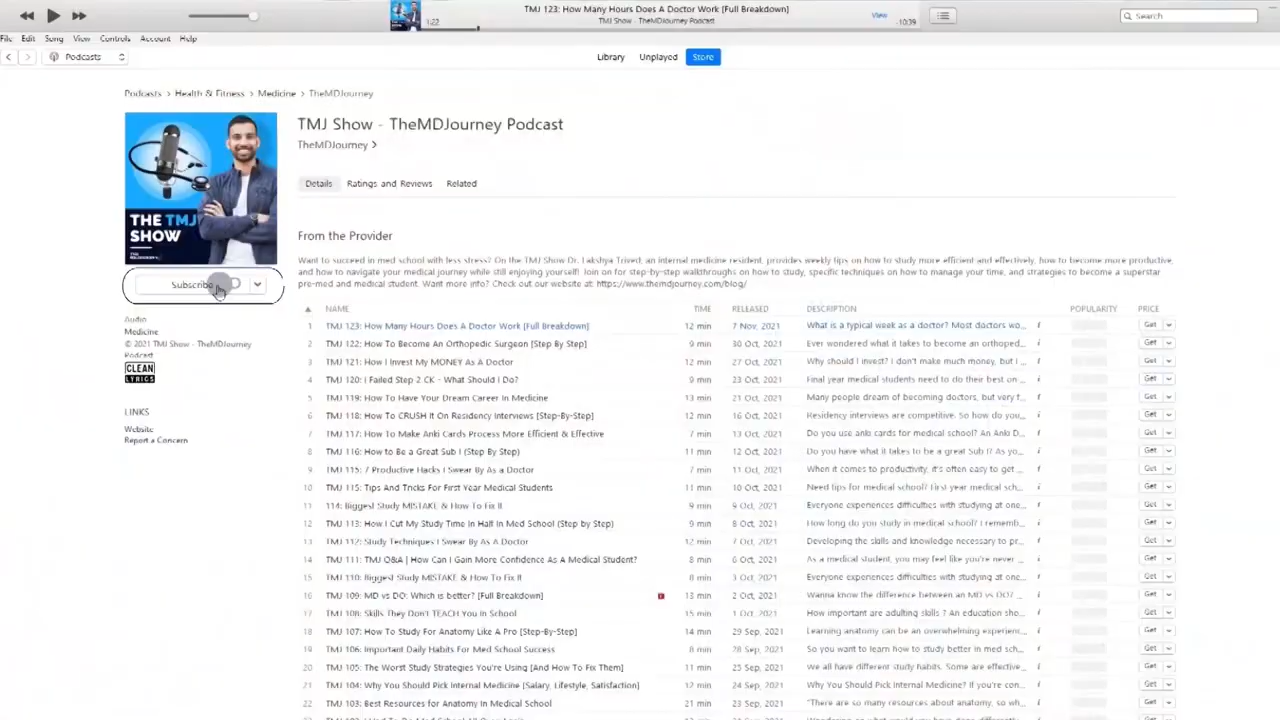 TMJ 123: How Many Hours Does A Doctor Work [Full Breakdown]
TMJ Show - TheMDJourney Podcast
1:22
View
-10:39
Search
File Edit Song View Controls Account Help
Podcasts
Library Unplayed Store
Podcasts > Health & Fitness > Medicine > TheMDJourney
TMJ Show - TheMDJourney Podcast
TheMDJourney >
Details Ratings and Reviews Related
THE TMJ
SHOW
From the Provider
Want to succeed in med school with less stress? On the TMJ Show Dr. Lakshya Trivedi, an internal medicine resident, provides weekly tips on how to study more efficient and effectively, how to become more productive,
and how to navigate your medical journey while still enjoying yourself! Join on for step-by-step walkthroughs on how to study, specific techniques on how to manage your time, and strategies to become a superstar
pre-med and medical student. Want more info? Check out our website at: https://www.themdjourney.com/blog/
Subscribe
Audio
Medicine
© 2021 TMJ Show - TheMDJourney
Podcast
CLEAN
LYRICS
LINKS
Website
Report a Concern
NAME TIME RELEASED DESCRIPTION POPULARITY PRICE
1 TMJ 123: How Many Hours Does A Doctor Work [Full Breakdown] 12 min 7 Nov, 2021 What is a typical week as a doctor? Most doctors wo... i Get
2 TMJ 122: How To Become An Orthopedic Surgeon [Step By Step] 9 min 30 Oct, 2021 Ever wondered what it takes to become an orthoped... i Get
3 TMJ 121: How I Invest My MONEY As A Doctor 12 min 27 Oct, 2021 Why should I invest? I don't make much money, but i... i Get
4 TMJ 120: I Failed Step 2 CK - What Should I Do? 9 min 23 Oct, 2021 Final year medical students need to do their best on ... i Get
5 TMJ 119: How To Have Your Dream Career In Medicine 13 min 21 Oct, 2021 Many people dream of becoming doctors, but very f... i Get
6 TMJ 118: How To CRUSH It On Residency Interviews [Step-By-Step] 12 min 16 Oct, 2021 Residency interviews are competitive. So how do you... i Get
7 TMJ 117: How To Make Anki Cards Process More Efficient & Effective 7 min 13 Oct, 2021 Do you use anki cards for medical school? An Anki D... i Get
8 TMJ 116: How to Be a Great Sub I (Step By Step) 11 min 12 Oct, 2021 Do you have what it takes to be a great Sub I? As yo... i Get
9 TMJ 115: 7 Productive Hacks I Swear By As a Doctor 7 min 11 Oct, 2021 When it comes to productivity, it's often easy to get ... i Get
10 TMJ 115: Tips And Tricks For First Year Medical Students 11 min 10 Oct, 2021 Need tips for medical school? First year medical sch... i Get
11 114: Biggest Study MISTAKE & How To Fix It 9 min 9 Oct, 2021 Everyone experiences difficulties with studying at one... i Get
12 TMJ 113: How I Cut My Study Time In Half In Med School (Step by Step) 9 min 8 Oct, 2021 How long do you study in medical school? I rememb... i Get
13 TMJ 112: Study Techniques I Swear By As a Doctor 12 min 7 Oct, 2021 Developing the skills and knowledge necessary to pr... i Get
14 TMJ 111: TMJ Q&A | How Can I Gain More Confidence As A Medical Student? 8 min 6 Oct, 2021 As a medical student, you may feel like you're never ... i Get
15 TMJ 110: Biggest Study MISTAKE & How To Fix It 8 min 3 Oct, 2021 Everyone experiences difficulties with studying at one... i Get
16 TMJ 109: MD vs DO: Which is better? [Full Breakdown] 13 min 2 Oct, 2021 Wanna know the difference between an MD vs DO? ... i Get
17 TMJ 108: Skills They Don't TEACH You In School 15 min 1 Oct, 2021 How important are adulting skills ? An education sho... i Get
18 TMJ 107: How To Study For Anatomy Like A Pro [Step-By-Step] 14 min 29 Sep, 2021 Learning anatomy can be an overwhelming experien... i Get
19 TMJ 106: Important Daily Habits For Med School Success 8 min 28 Sep, 2021 So you want to learn how to study better in med sch... i Get
20 TMJ 105: The Worst Study Strategies You're Using [And How To Fix Them] 11 min 25 Sep, 2021 We all have different study habits. Some are effective... i Get
21 TMJ 104: Why You Should Pick Internal Medicine [Salary, Lifestyle, Satisfaction] 12 min 24 Sep, 2021 Why You Should Pick Internal Medicine? If you're con... i Get
22 TMJ 103: Best Resources for Anatomy In Medical School 21 min 23 Sep, 2021 "There are so many resources about anatomy, so wh... i Get